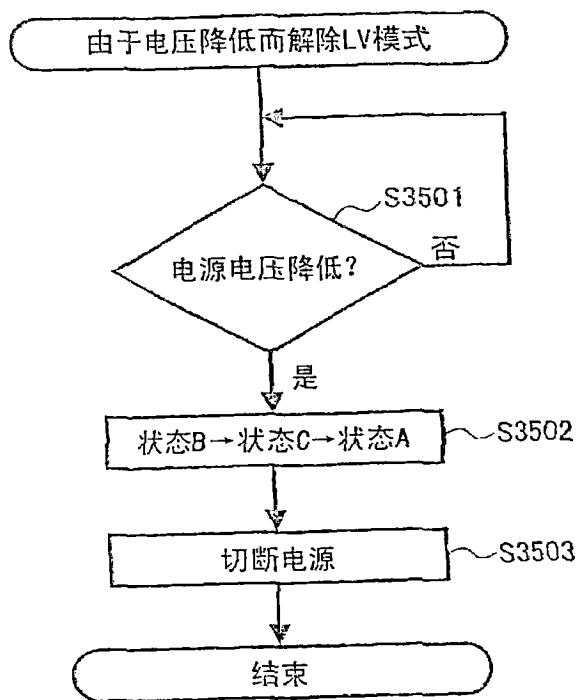 由于电压降低而解除LV模式
S3501
电源电压降低?
否
是
状态B→状态C→状态A
S3502
切断电源
S3503
结束